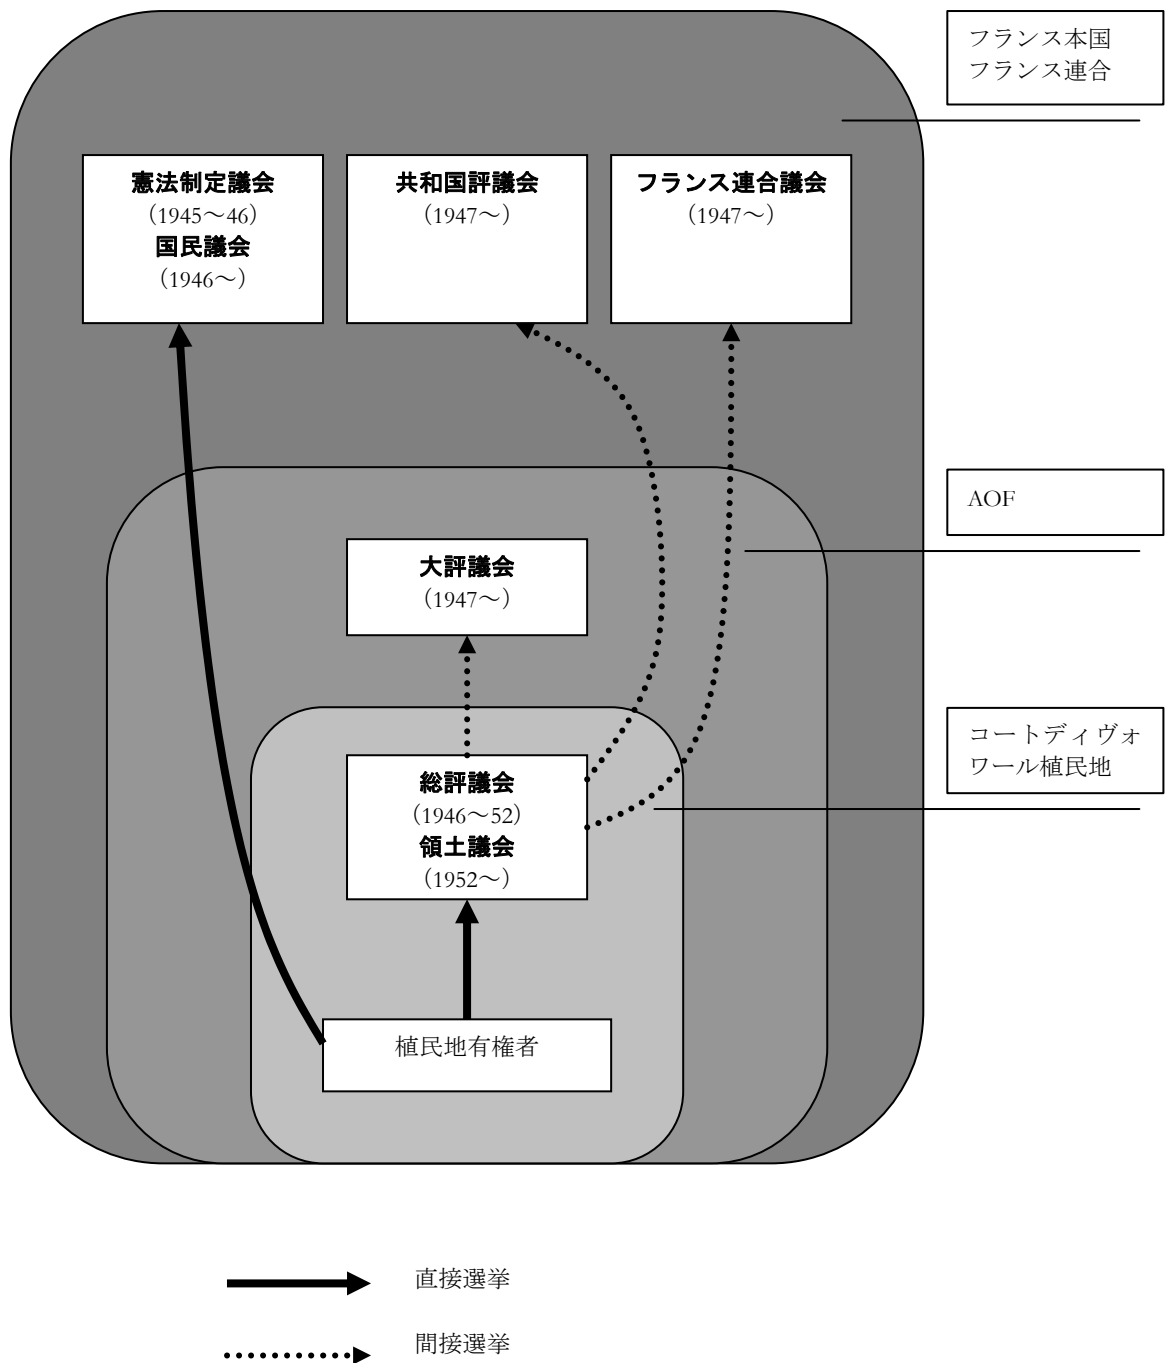 フランス本国
フランス連合
憲法制定議会
（1945～46）
国民議会
（1946～）
共和国評議会
（1947～）
フランス連合議会
（1947～）
AOF
大評議会
（1947～）
コートディヴォ
ワール植民地
総評議会
（1946～52）
領土議会
（1952～）
植民地有権者
直接選挙
間接選挙